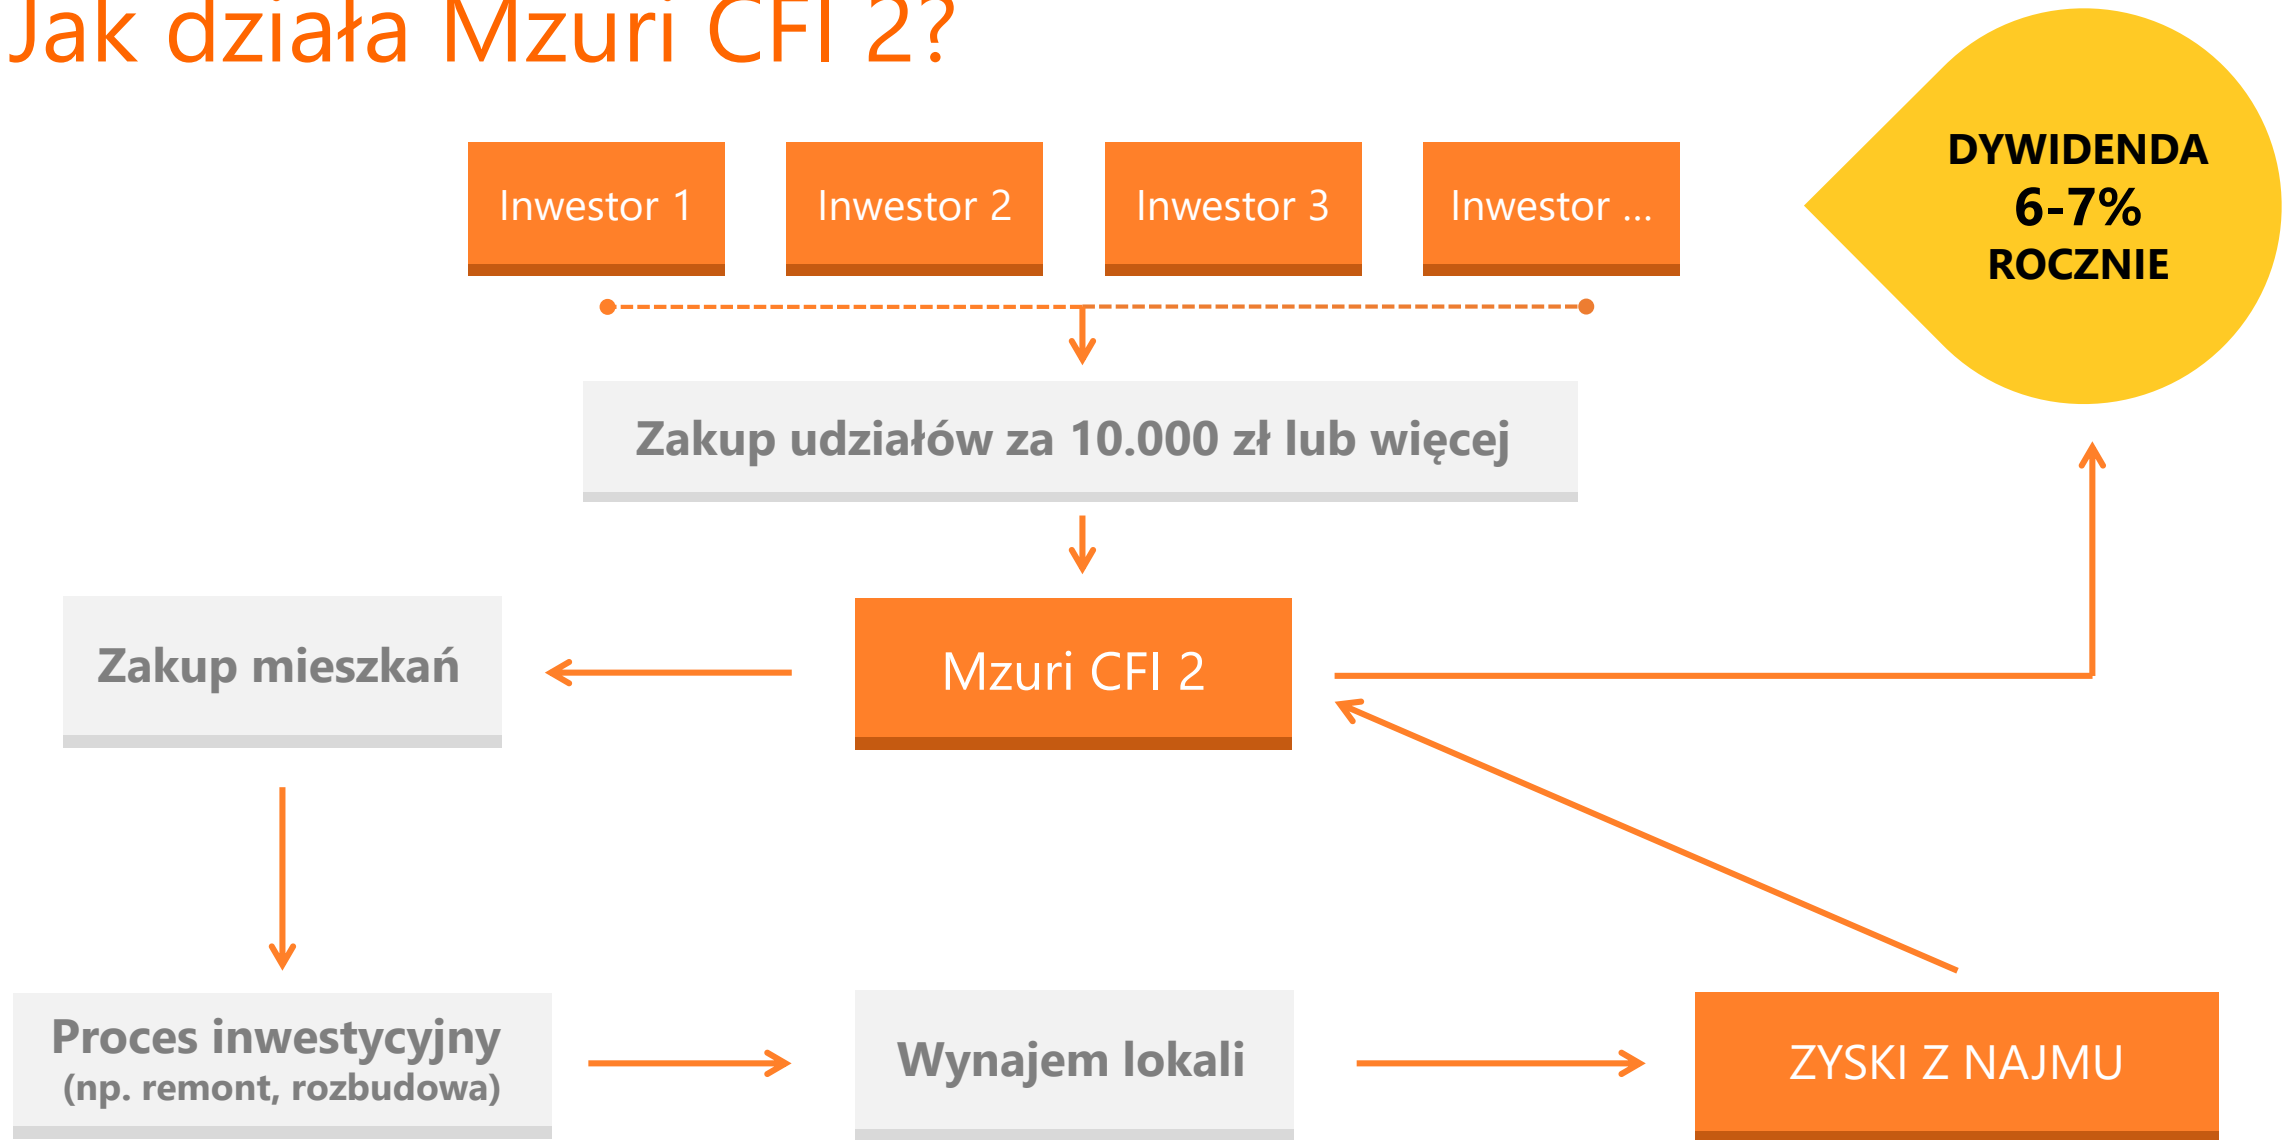 Jak działa Mzuri CFI 2?
Inwestor 1
Inwestor 2
Inwestor 3
Inwestor ...
DYWIDENDA
6-7%
ROCZNIE
Zakup udziałów za 10.000 zł lub więcej
Zakup mieszkań
Mzuri CFI 2
Proces inwestycyjny
(np. remont, rozbudowa)
Wynajem lokali
ZYSKI Z NAJMU